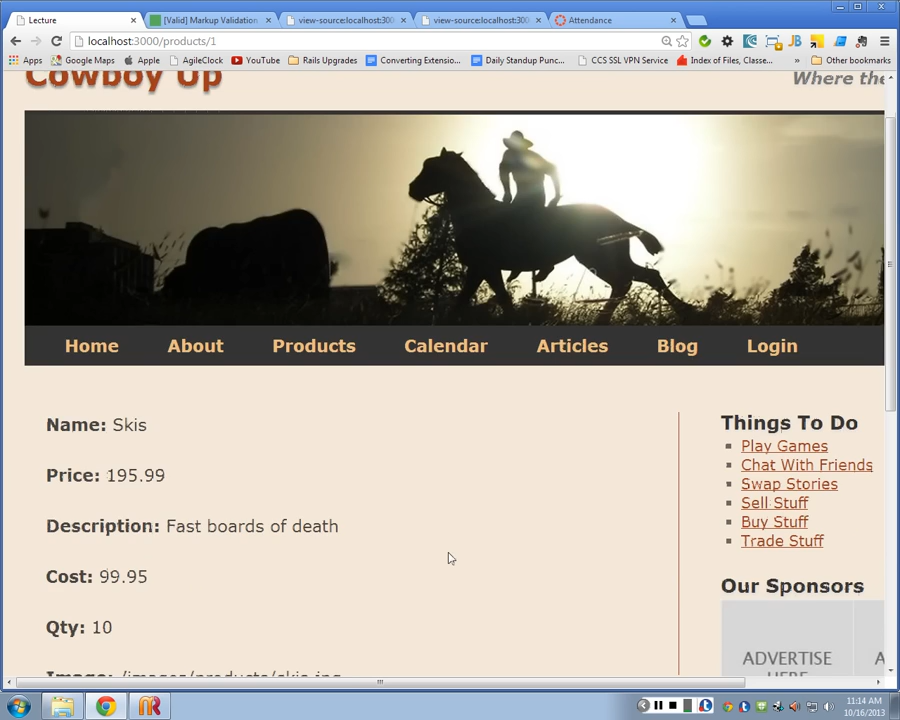 Lecture
[Valid] Markup Validation
view-source:localhost:300
view-source:localhost:300
Attendance
localhost:3000/products/1
Apps
Google Maps
Apple
AgileClock
YouTube
Rails Upgrades
Converting Extensio...
Daily Standup Punc...
CCS SSL VPN Service
Index of Files, Classe...
»
Other bookmarks
Cowboy Up
Where the
Home
About
Products
Calendar
Articles
Blog
Login
Name: Skis
Price: 195.99
Description: Fast boards of death
Cost: 99.95
Qty: 10
Image: /images/products/skis.jpg
Things To Do
Play Games
Chat With Friends
Swap Stories
Sell Stuff
Buy Stuff
Trade Stuff
Our Sponsors
ADVERTISE
HERE
A
11:14 AM
10/16/2013